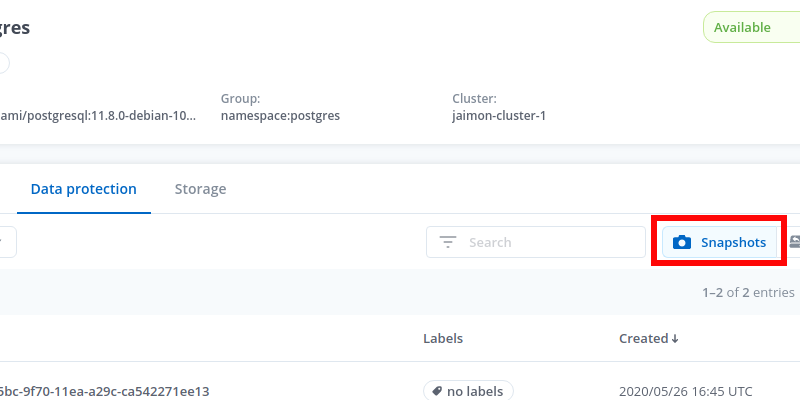 gres
Available
Group:
Cluster:
ami/postgresql:11.8.0-debian-10...
namespace:postgres
jaimon-cluster-1
Data protection
Storage
Search
Snapshots
1–2 of 2 entries
Labels
Created↓
5bc-9f70-11ea-a29c-ca542271ee13
no labels
2020/05/26 16:45 UTC